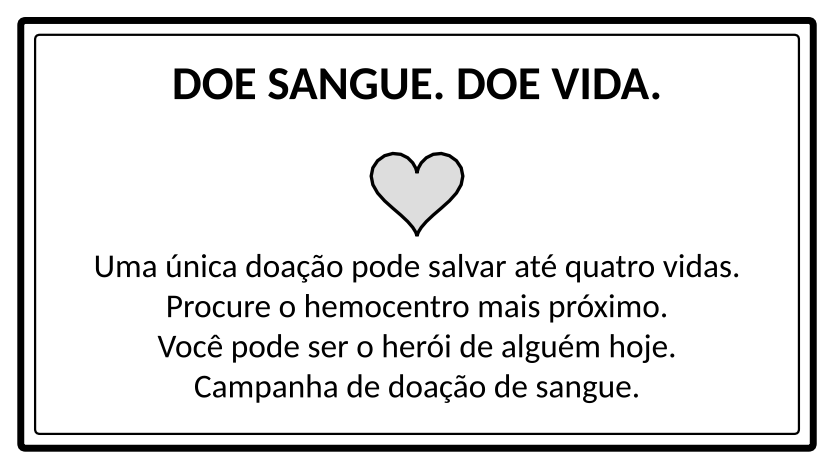 DOE SANGUE. DOE VIDA.
Uma única doação pode salvar até quatro vidas.
Procure o hemocentro mais próximo.
Você pode ser o herói de alguém hoje.
Campanha de doação de sangue.